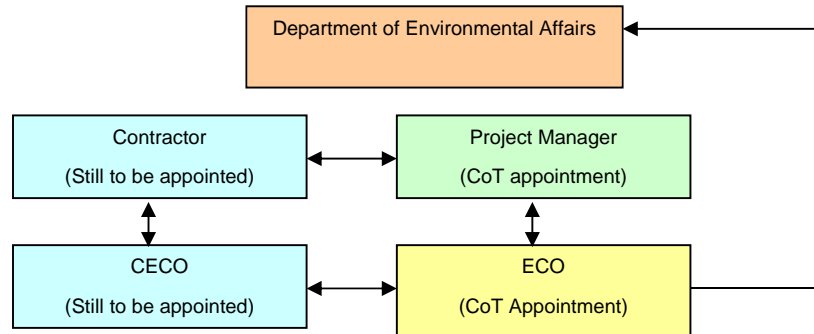 Department of Environmental Affairs
Contractor
(Still to be appointed)
Project Manager
(CoT appointment)
CECO
(Still to be appointed)
ECO
(CoT Appointment)